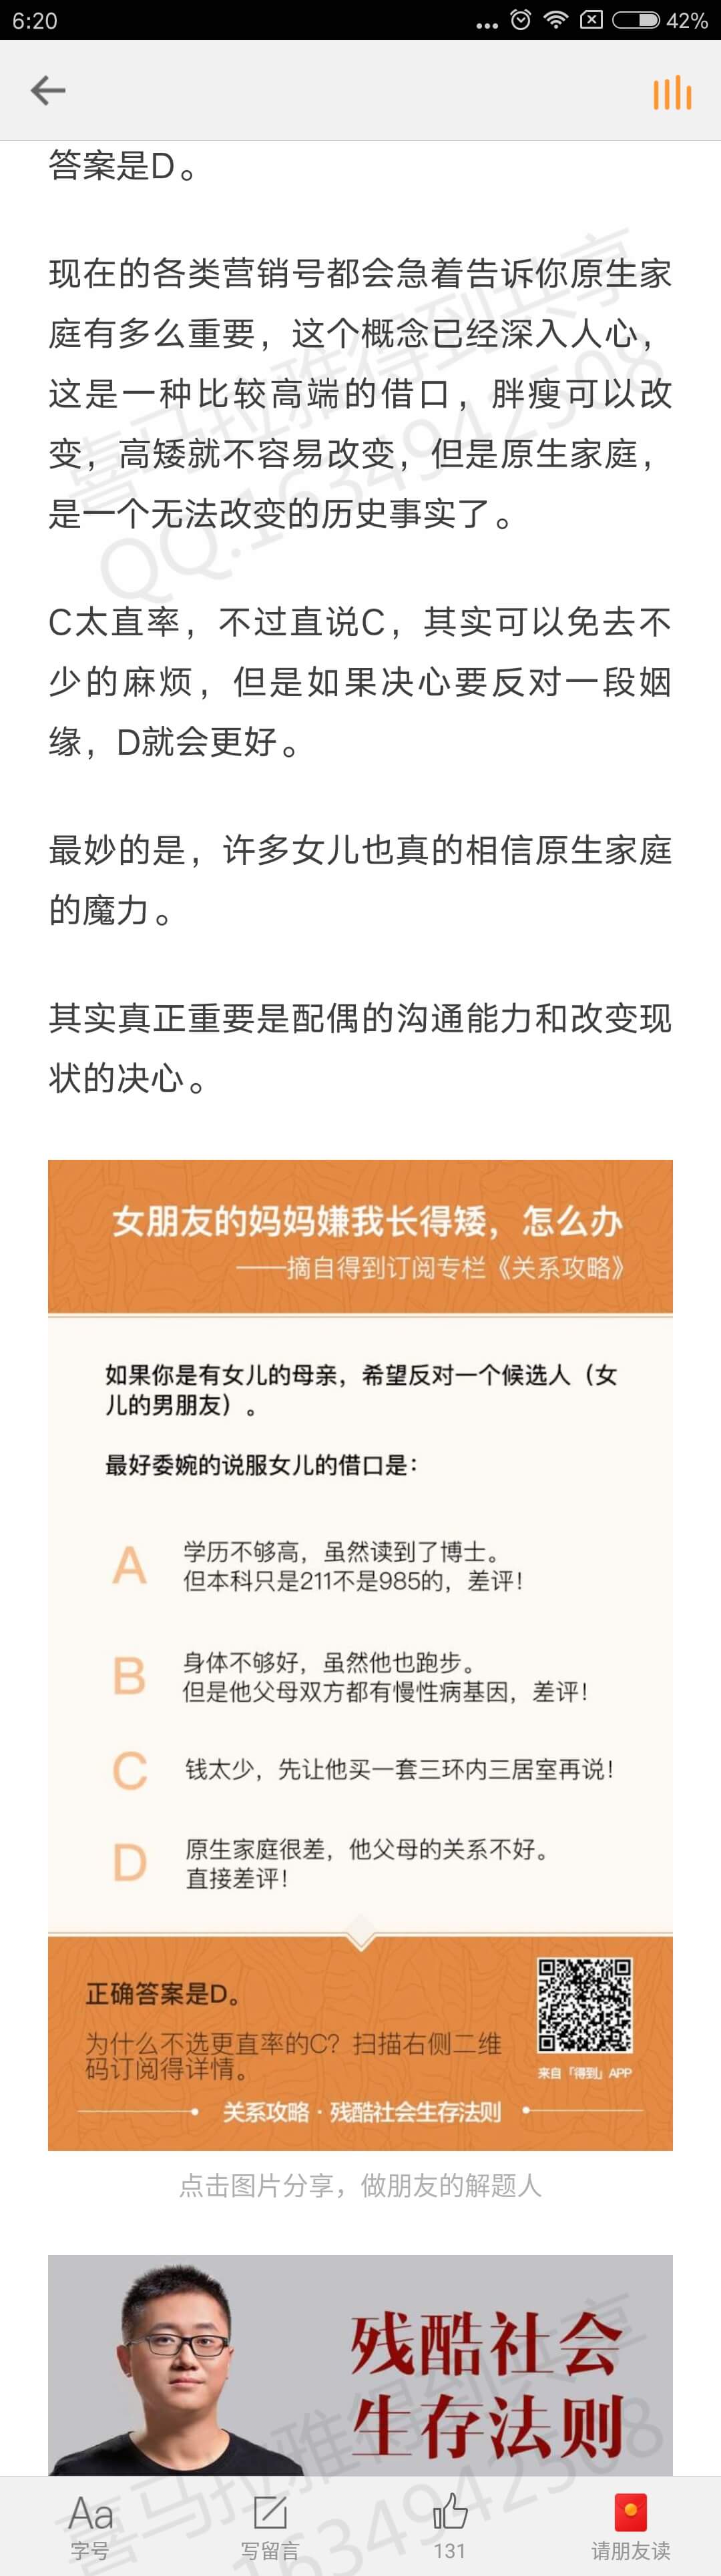 6:20
42%
答案是D。
现在的各类营销号都会急着告诉你原生家
庭有多么重要，这个概念已经深入人心，
这是一种比较高端的借口，胖瘦可以改
变，高矮就不容易改变，但是原生家庭，
是一个无法改变的历史事实了。
C太直率，不过直说C，其实可以免去不
少的麻烦，但是如果决心要反对一段姻
缘，D就会更好。
最妙的是，许多女儿也真的相信原生家庭
的魔力。
其实真正重要是配偶的沟通能力和改变现
状的决心。
喜马拉雅得到共享
QQ:1634942508
女朋友的妈妈嫌我长得矮，怎么办
——摘自得到订阅专栏《关系攻略》
如果你是有女儿的母亲，希望反对一个候选人（女
儿的男朋友）。
最好委婉的说服女儿的借口是：
A
学历不够高，虽然读到了博士。
但本科只是211不是985的，差评！
B
身体不够好，虽然他也跑步。
但是他父母双方都有慢性病基因，差评！
C
钱太少，先让他买一套三环内三居室再说！
D
原生家庭很差，他父母的关系不好。
直接差评！
正确答案是D。
为什么不选更直率的C？扫描右侧二维
码订阅得详情。
来自「得到」APP
关系攻略·残酷社会生存法则
点击图片分享，做朋友的解题人
残酷社会
生存法则
喜马拉雅得到共享
1634942508
Aa
字号
写留言
131
请朋友读